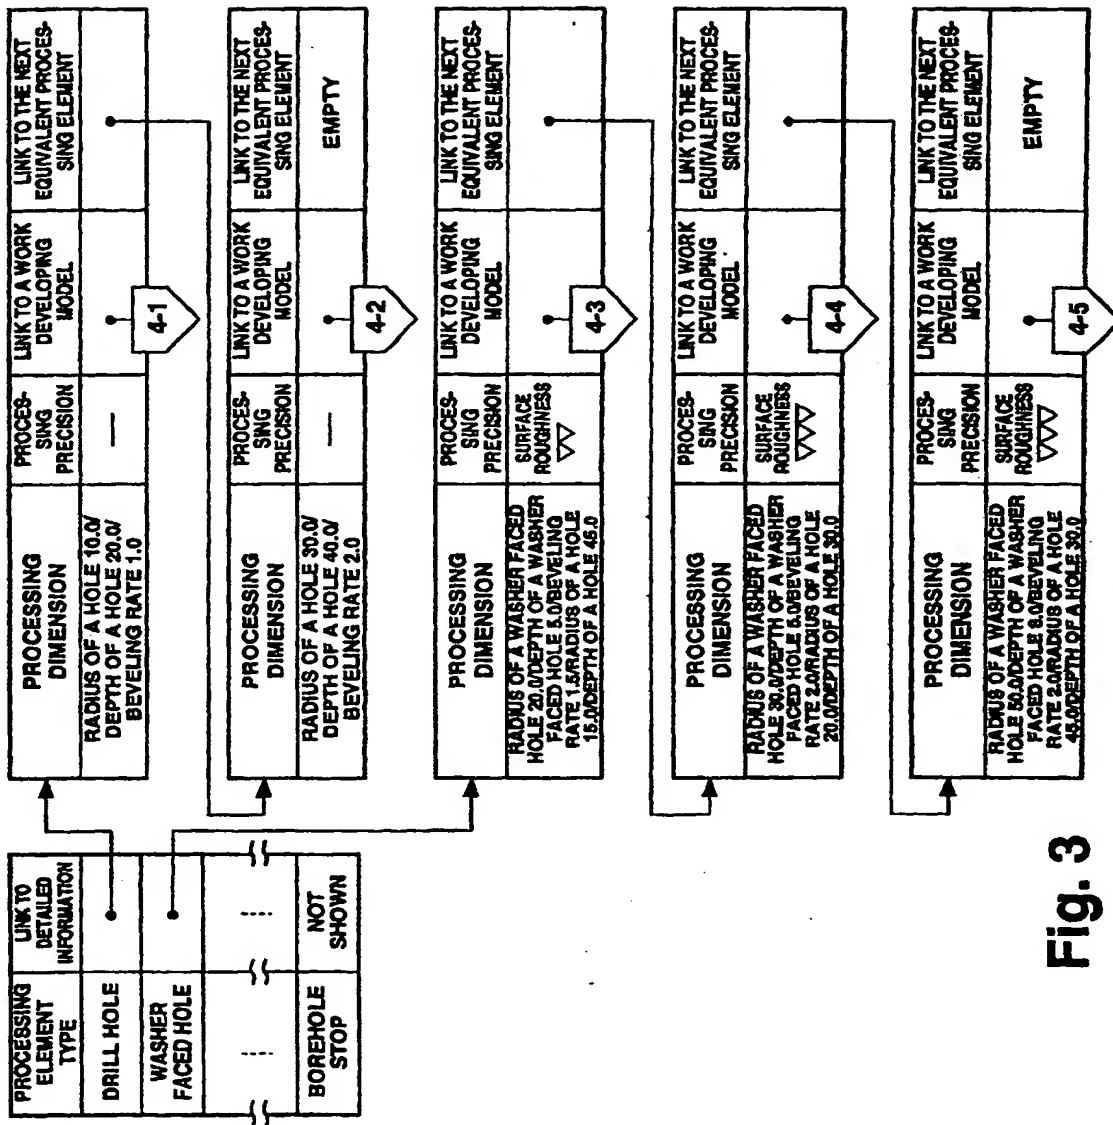 PROCESSING
ELEMENT
TYPE
LINK TO
DETAILED
INFORMATION
DRILL HOLE
WASHER
FACED HOLE
BOREHOLE
STOP
NOT
SHOWN
PROCESSING
DIMENSION
PROCES-
SING
PRECISION
LINK TO A WORK
DEVELOPING
MODEL
LINK TO THE NEXT
EQUIVALENT PROCES-
SING ELEMENT
RADIUS OF A HOLE 10.0/
DEPTH OF A HOLE 20.0/
BEVELING RATE 1.0
—
4-1
PROCESSING
DIMENSION
PROCES-
SING
PRECISION
LINK TO A WORK
DEVELOPING
MODEL
LINK TO THE NEXT
EQUIVALENT PROCES-
SING ELEMENT
RADIUS OF A HOLE 30.0/
DEPTH OF A HOLE 40.0/
BEVELING RATE 2.0
—
4-2
EMPTY
PROCESSING
DIMENSION
PROCES-
SING
PRECISION
LINK TO A WORK
DEVELOPING
MODEL
LINK TO THE NEXT
EQUIVALENT PROCES-
SING ELEMENT
RADIUS OF A WASHER FACED
HOLE 20.0/DEPTH OF A WASHER
FACED HOLE 5.0/BEVELING
RATE 1.5/RADIUS OF A HOLE
15.0/DEPTH OF A HOLE 45.0
SURFACE
ROUGHNESS
▽▽
4-3
PROCESSING
DIMENSION
PROCES-
SING
PRECISION
LINK TO A WORK
DEVELOPING
MODEL
LINK TO THE NEXT
EQUIVALENT PROCES-
SING ELEMENT
RADIUS OF A WASHER FACED
HOLE 30.0/DEPTH OF A WASHER
FACED HOLE 5.0/BEVELING
RATE 2.0/RADIUS OF A HOLE
20.0/DEPTH OF A HOLE 30.0
SURFACE
ROUGHNESS
▽▽▽
4-4
PROCESSING
DIMENSION
PROCES-
SING
PRECISION
LINK TO A WORK
DEVELOPING
MODEL
LINK TO THE NEXT
EQUIVALENT PROCES-
SING ELEMENT
RADIUS OF A WASHER FACED
HOLE 50.0/DEPTH OF A WASHER
FACED HOLE 8.0/BEVELING
RATE 2.0/RADIUS OF A HOLE
45.0/DEPTH OF A HOLE 30.0
SURFACE
ROUGHNESS
▽▽▽
4-5
EMPTY
Fig. 3